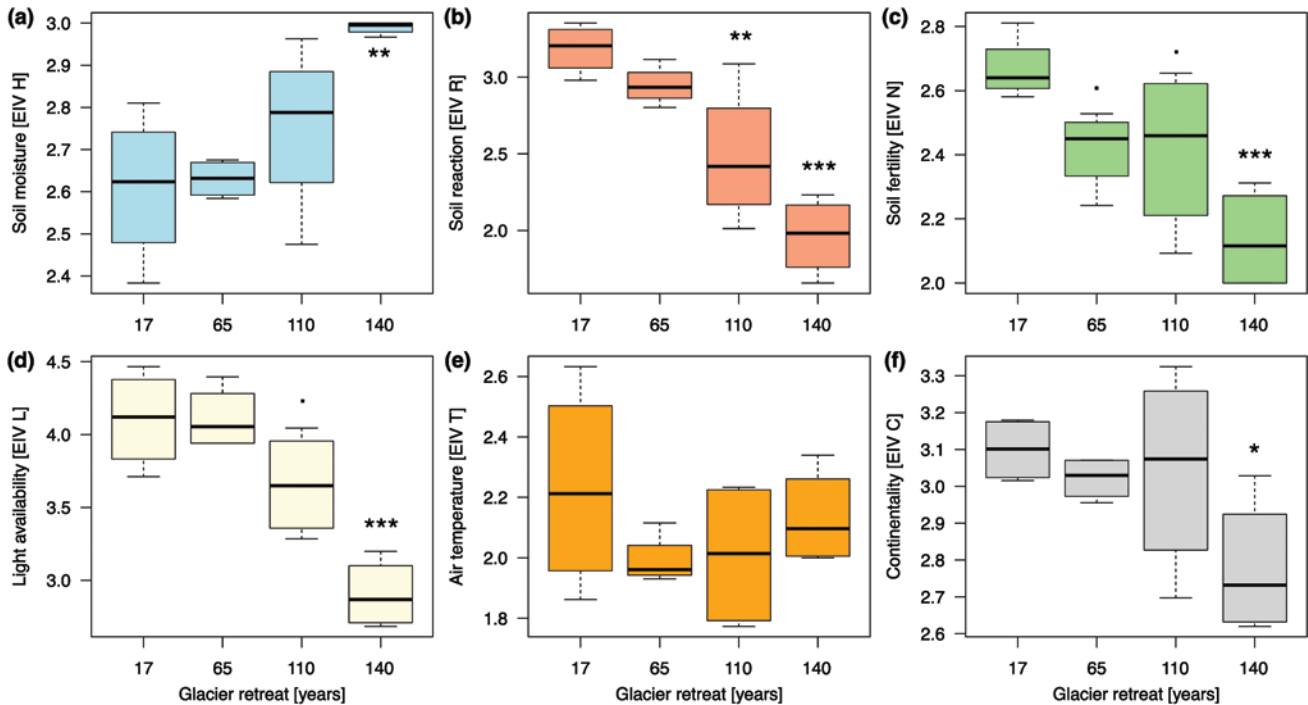 (a)
Soil moisture [EIV H]
3.0
2.9
2.8
2.7
2.6
2.5
2.4
**
17 65 110 140
(b)
Soil reaction [EIV R]
3.0
2.5
2.0
**
***
17 65 110 140
(c)
Soil fertility [EIV N]
2.8
2.6
2.4
2.2
2.0
.
.
***
17 65 110 140
(d)
Light availability [EIV L]
4.5
4.0
3.5
3.0
.
***
17 65 110 140
Glacier retreat [years]
(e)
Air temperature [EIV T]
2.6
2.4
2.2
2.0
1.8
17 65 110 140
Glacier retreat [years]
(f)
Continentality [EIV C]
3.3
3.2
3.1
3.0
2.9
2.8
2.7
2.6
*
17 65 110 140
Glacier retreat [years]